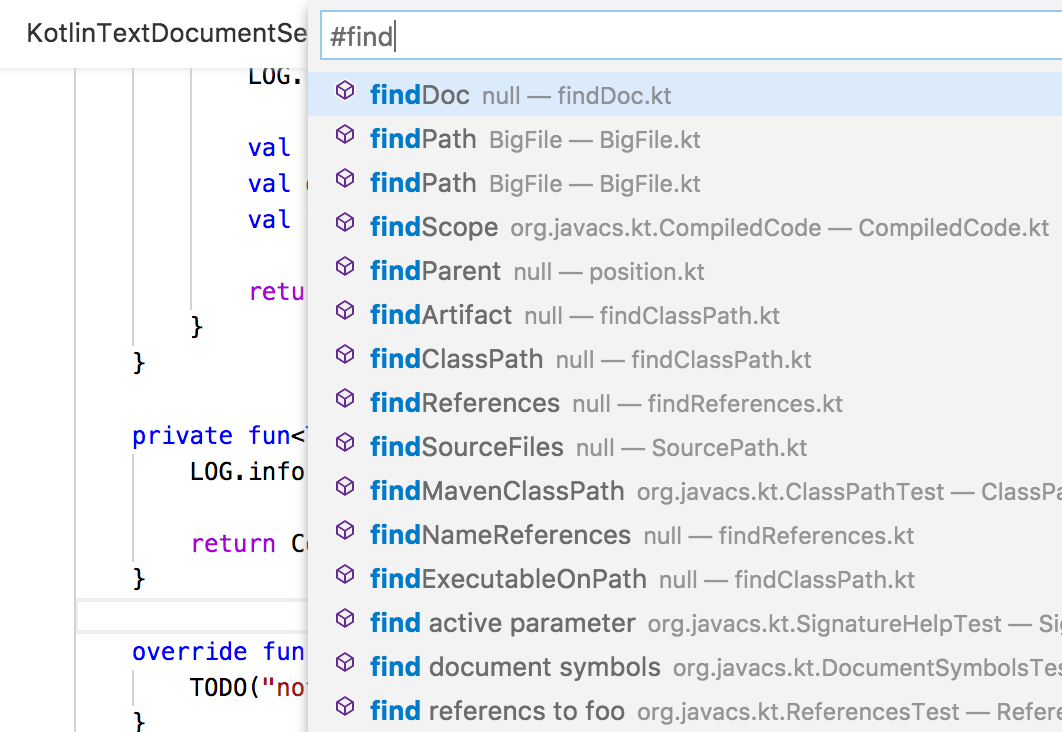 KotlinTextDocumentSe
#find
LOG.
val
val
val
retu
}
}
private fun<
LOG.info
return C
}
override fun
TODO("no
}
findDoc null — findDoc.kt
findPath BigFile — BigFile.kt
findPath BigFile — BigFile.kt
findScope org.javacs.kt.CompiledCode — CompiledCode.kt
findParent null — position.kt
findArtifact null — findClassPath.kt
findClassPath null — findClassPath.kt
findReferences null — findReferences.kt
findSourceFiles null — SourcePath.kt
findMavenClassPath org.javacs.kt.ClassPathTest — ClassPa
findNameReferences null — findReferences.kt
findExecutableOnPath null — findClassPath.kt
find active parameter org.javacs.kt.SignatureHelpTest — Sig
find document symbols org.javacs.kt.DocumentSymbolsTes
find referencs to foo org.javacs.kt.ReferencesTest — Refere